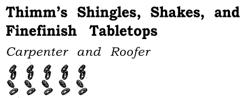 Thimm's Shingles, Shakes, and
Finefinish Tabletops
Carpenter and Roofer